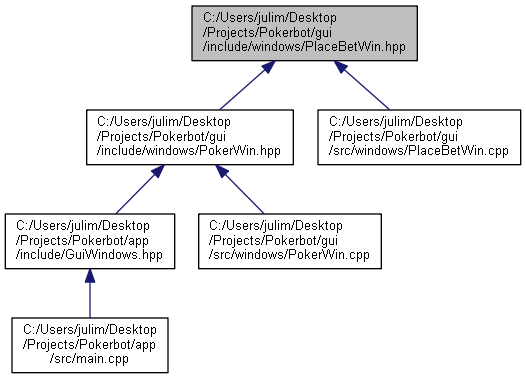 C:/Users/julim/Desktop
/Projects/Pokerbot/gui
/include/windows/PlaceBetWin.hpp
C:/Users/julim/Desktop
/Projects/Pokerbot/gui
/include/windows/PokerWin.hpp
C:/Users/julim/Desktop
/Projects/Pokerbot/gui
/src/windows/PlaceBetWin.cpp
C:/Users/julim/Desktop
/Projects/Pokerbot/app
/include/GuiWindows.hpp
C:/Users/julim/Desktop
/Projects/Pokerbot/gui
/src/windows/PokerWin.cpp
C:/Users/julim/Desktop
/Projects/Pokerbot/app
/src/main.cpp